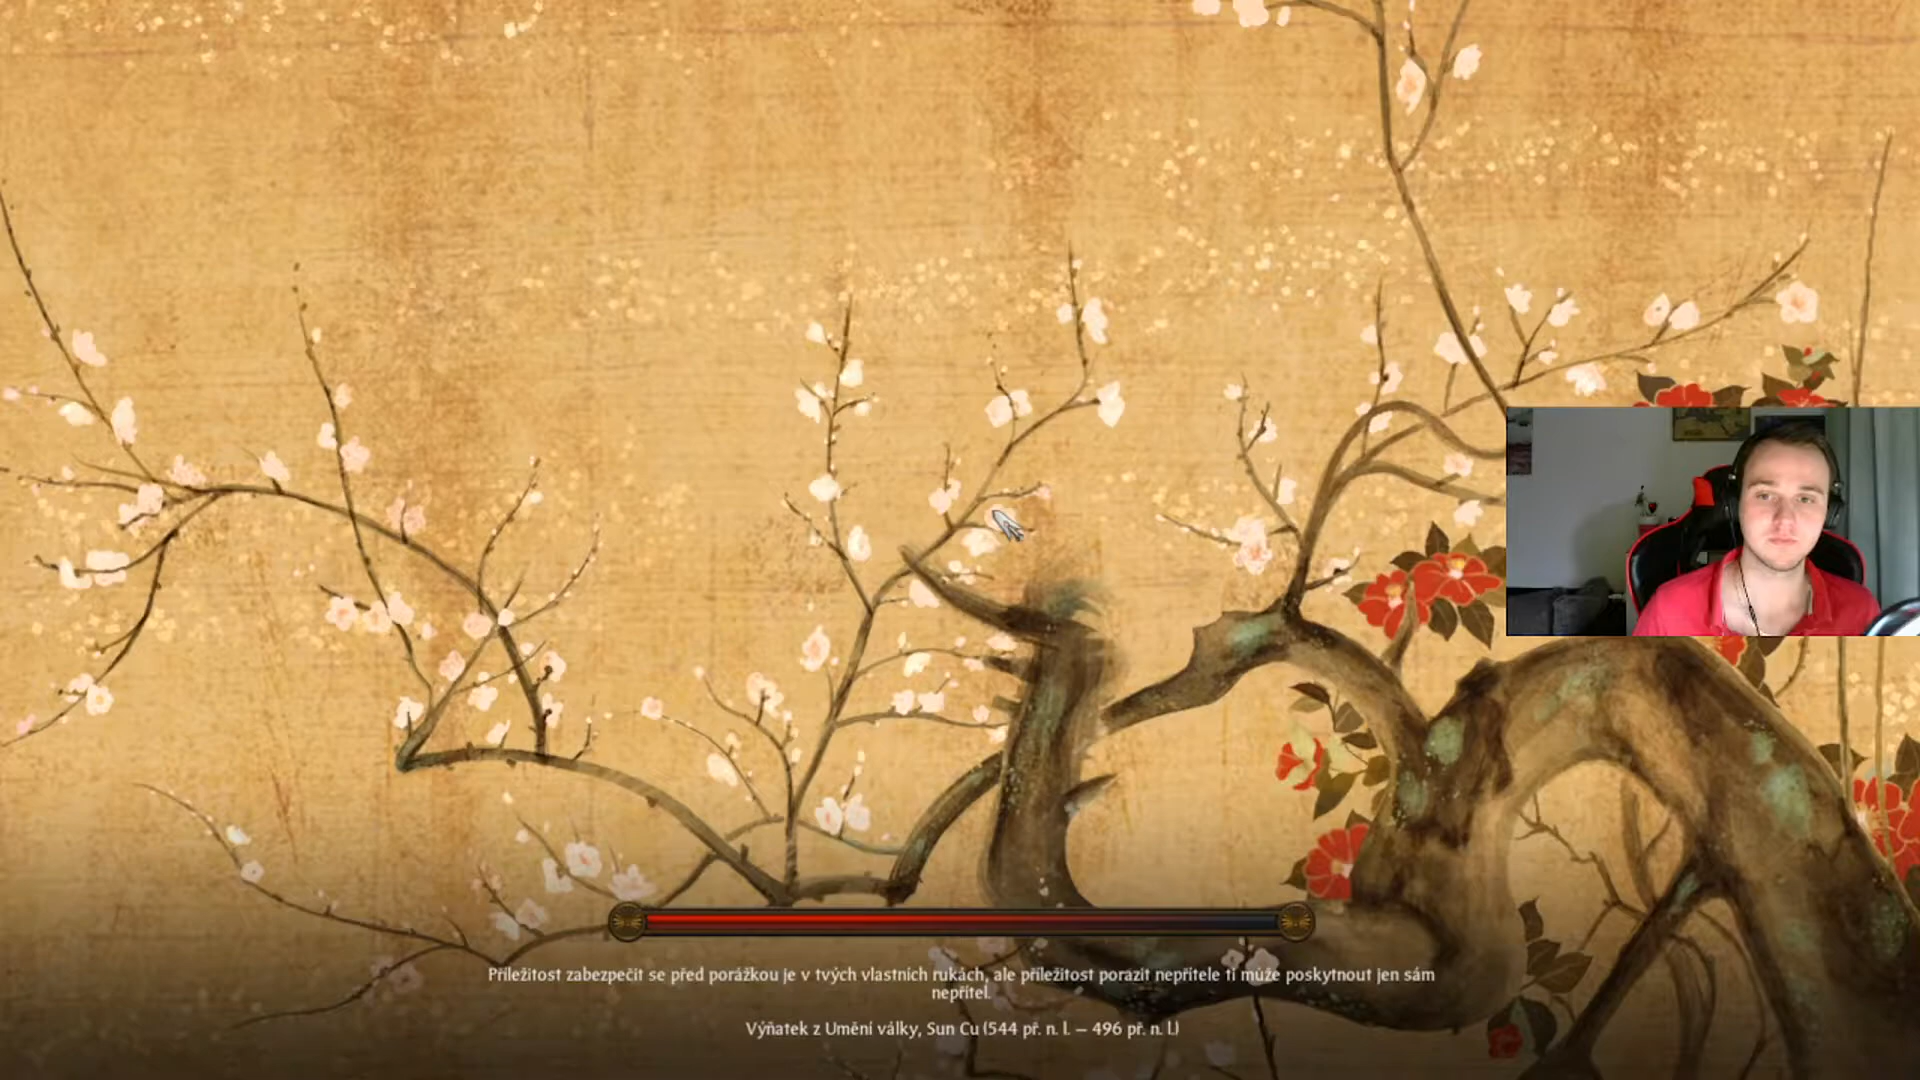 Příležitost zabezpečit se před porážkou je v tvých vlastních rukách, ale příležitost porazit nepřítele ti může poskytnout jen sám
nepřítel.
Výňatek z Umění války, Sun Cu (544 př. n. l. – 496 př. n. l.)